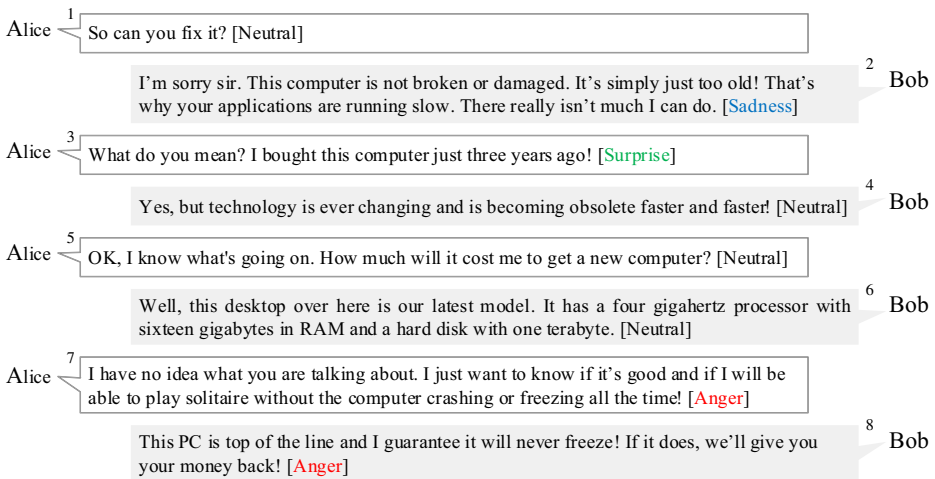 Alice 1 So can you fix it? [Neutral]
2 Bob
I’m sorry sir. This computer is not broken or damaged. It’s simply just too old! That’s
why your applications are running slow. There really isn’t much I can do. [Sadness]
Alice 3 What do you mean? I bought this computer just three years ago! [Surprise]
4 Bob
Yes, but technology is ever changing and is becoming obsolete faster and faster! [Neutral]
Alice 5 OK, I know what's going on. How much will it cost me to get a new computer? [Neutral]
6 Bob
Well, this desktop over here is our latest model. It has a four gigahertz processor with
sixteen gigabytes in RAM and a hard disk with one terabyte. [Neutral]
Alice 7 I have no idea what you are talking about. I just want to know if it’s good and if I will be
able to play solitaire without the computer crashing or freezing all the time! [Anger]
8 Bob
This PC is top of the line and I guarantee it will never freeze! If it does, we’ll give you
your money back! [Anger]